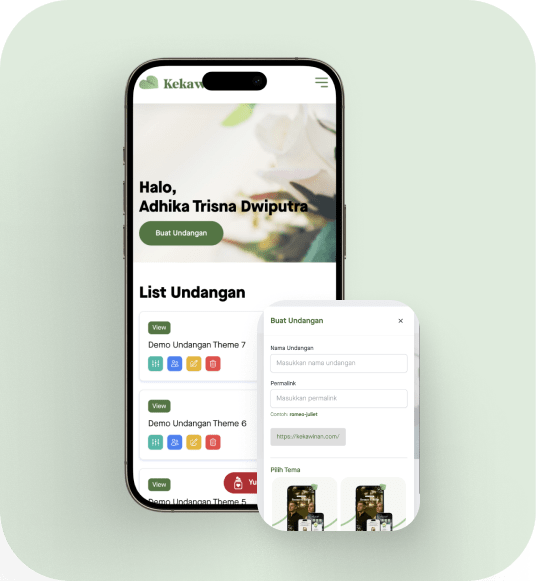 Kekaw
Halo,
Adhika Trisna Dwiputra
Buat Undangan
List Undangan
View
Demo Undangan Theme 7
View
Demo Undangan Theme 6
View
Demo Undangan Theme 5
Yu
Buat Undangan
Nama Undangan
Masukkan nama undangan
Permalink
Masukkan permalink
Contoh: romeo-juliet
https://kekawinan.com/
Pilih Tema